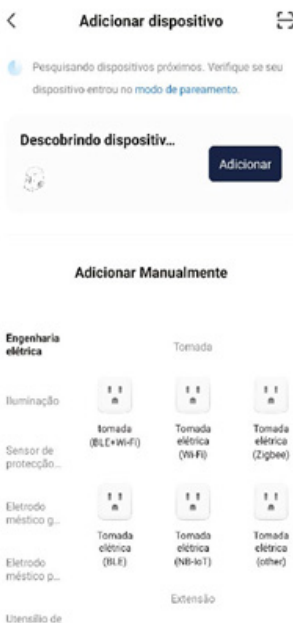 Adicionar dispositivo
Pesquisando dispositivos próximos. Verifique se seu
dispositivo entrou no modo de pareamento.
Descobrindo dispositiv...
Adicionar
Adicionar Manualmente
Engenharia
elétrica
Tomada
Iluminação
tomada
(BLE+Wi-Fi)
Tomada
elétrica
(Wi-Fi)
Tomada
elétrica
(Zigbee)
Sensor de
protecção...
Eletrodo
méstico g...
Tomada
elétrica
(BLE)
Tomada
elétrica
(NB-IoT)
Tomada
elétrica
(other)
Eletrodo
méstico p...
Extensão
Utensílio de